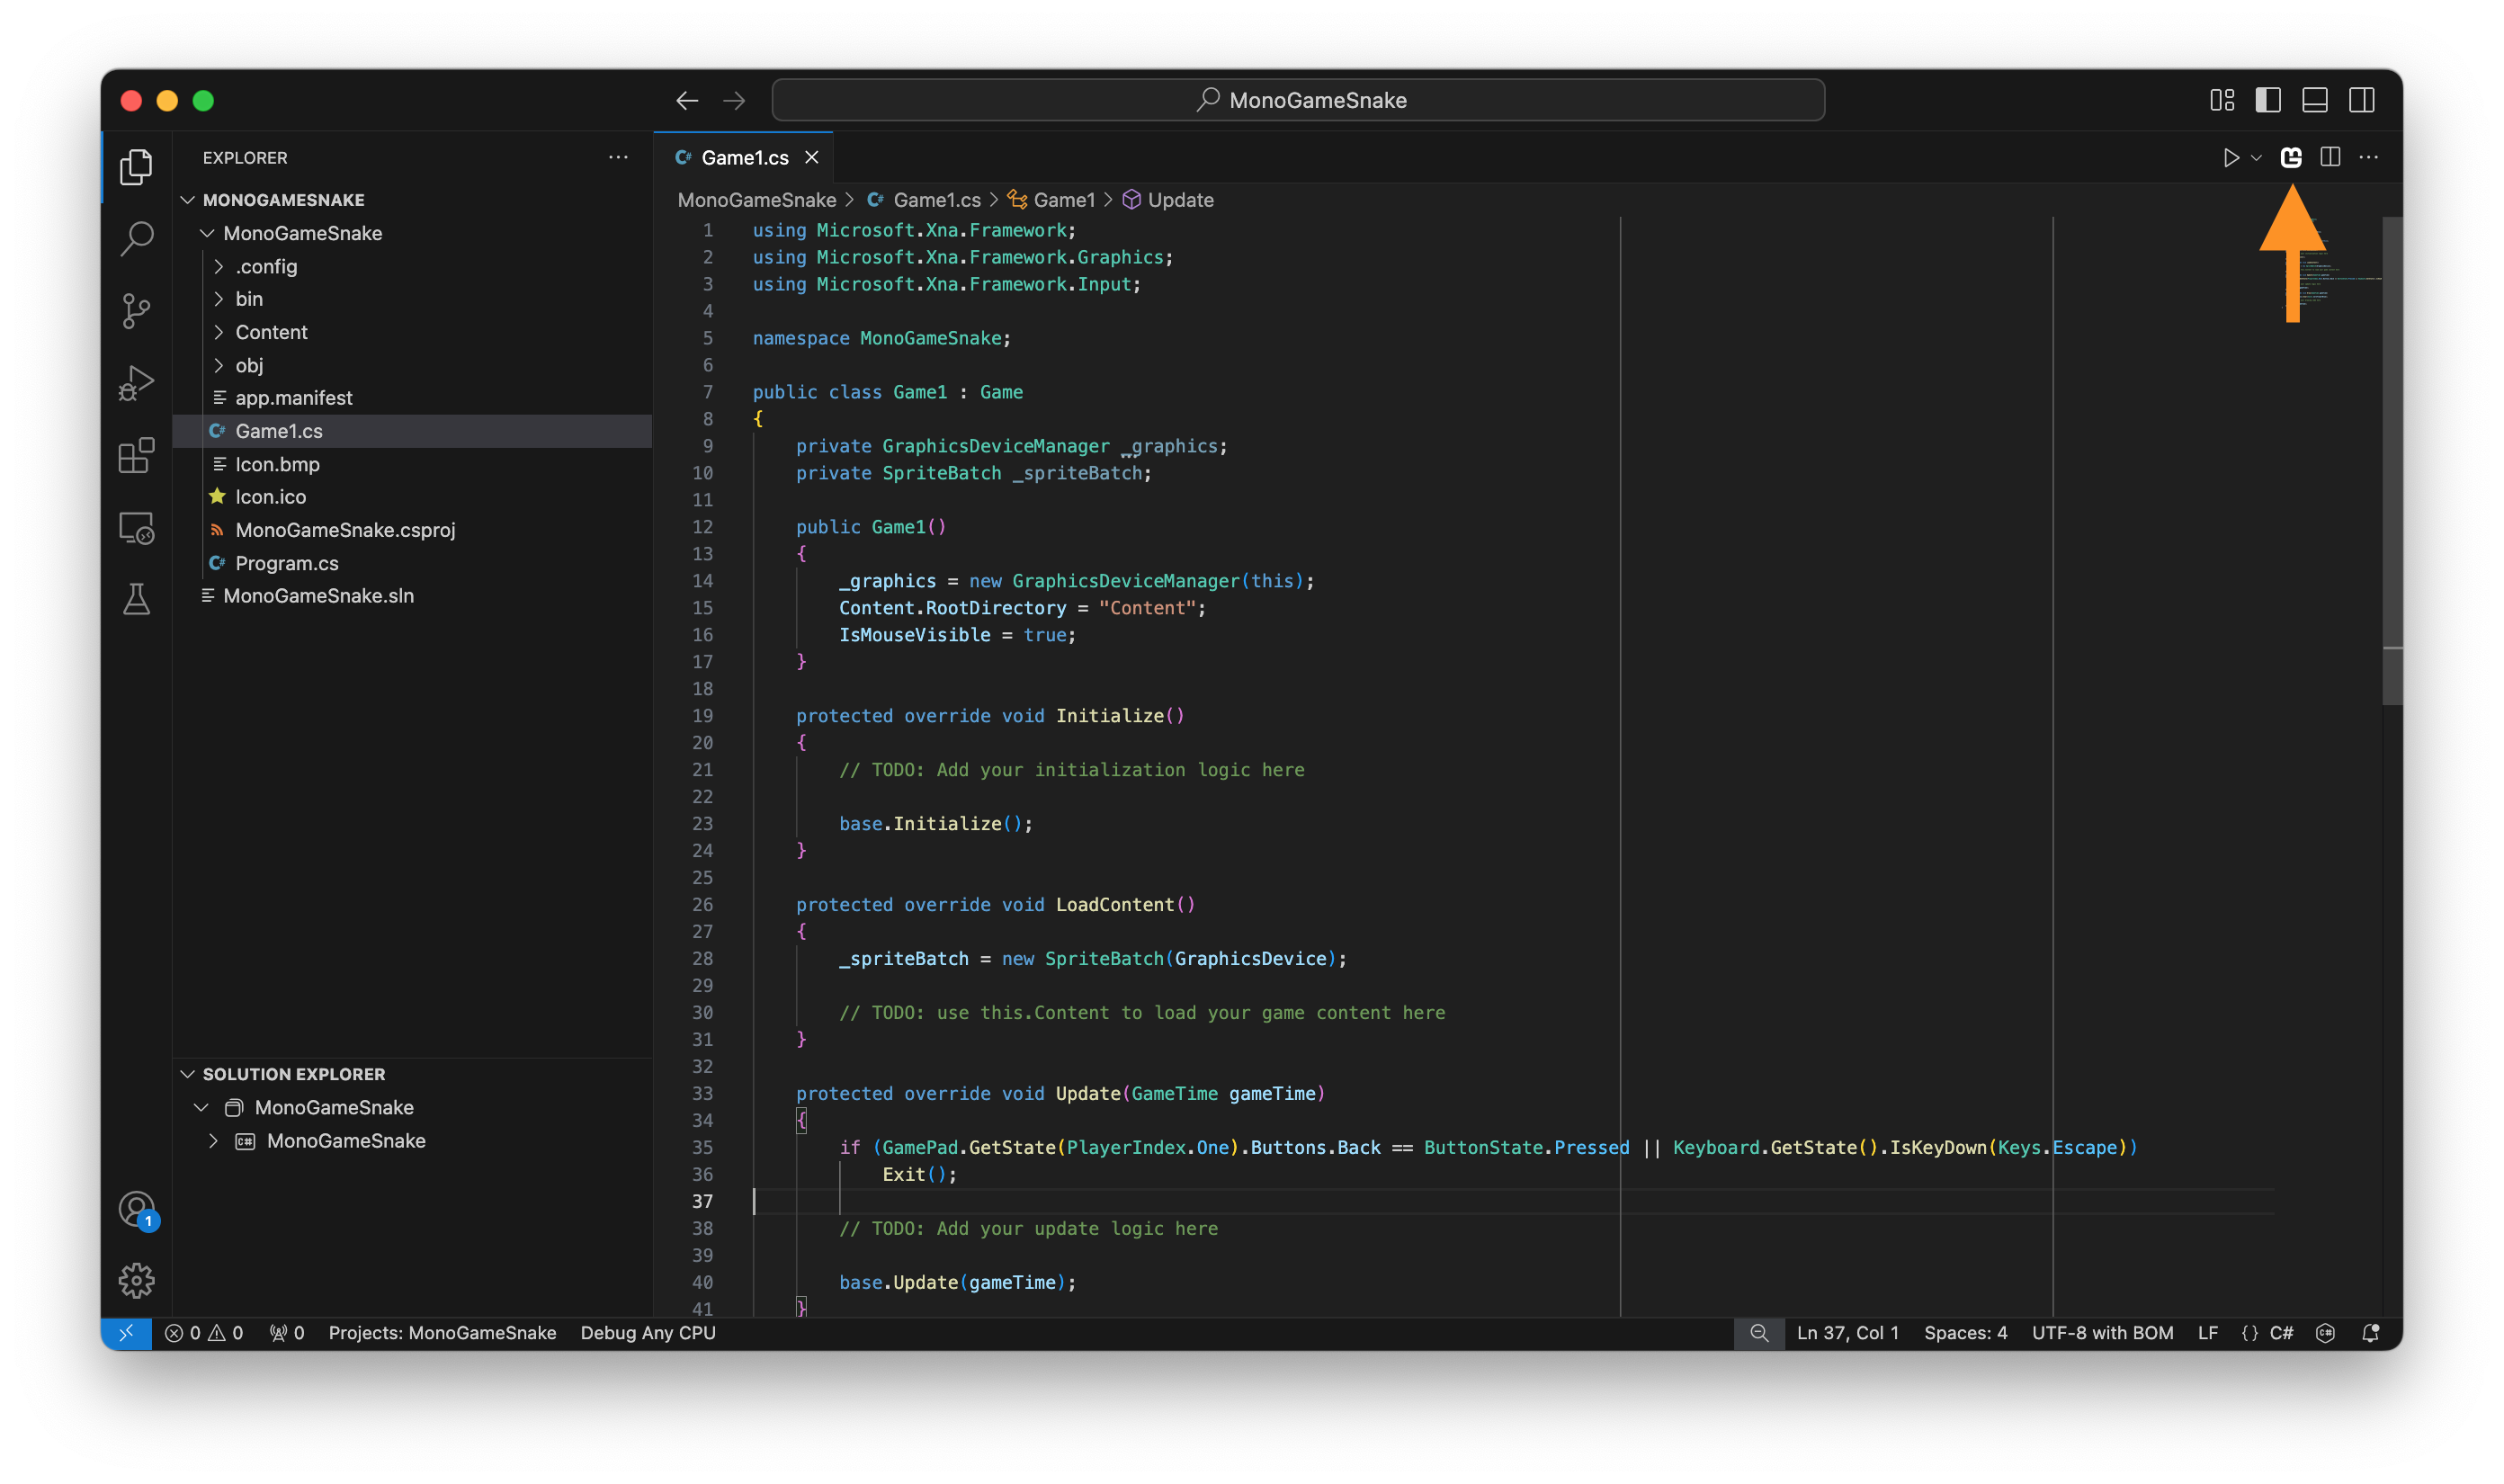 MonoGameSnake
EXPLORER
MONOGAMESNAKE
MonoGameSnake
.config
bin
Content
obj
app.manifest
Game1.cs
Icon.bmp
Icon.ico
MonoGameSnake.csproj
Program.cs
MonoGameSnake.sln
SOLUTION EXPLORER
MonoGameSnake
MonoGameSnake
1
Game1.cs
MonoGameSnake > Game1.cs > Game1 > Update
1 using Microsoft.Xna.Framework;
2 using Microsoft.Xna.Framework.Graphics;
3 using Microsoft.Xna.Framework.Input;
4
5 namespace MonoGameSnake;
6
7 public class Game1 : Game
8 {
9     private GraphicsDeviceManager _graphics;
10     private SpriteBatch _spriteBatch;
11
12     public Game1()
13     {
14         _graphics = new GraphicsDeviceManager(this);
15         Content.RootDirectory = "Content";
16         IsMouseVisible = true;
17     }
18
19     protected override void Initialize()
20     {
21         // TODO: Add your initialization logic here
22
23         base.Initialize();
24     }
25
26     protected override void LoadContent()
27     {
28         _spriteBatch = new SpriteBatch(GraphicsDevice);
29
30         // TODO: use this.Content to load your game content here
31     }
32
33     protected override void Update(GameTime gameTime)
34     {
35         if (GamePad.GetState(PlayerIndex.One).Buttons.Back == ButtonState.Pressed || Keyboard.GetState().IsKeyDown(Keys.Escape))
36             Exit();
37
38         // TODO: Add your update logic here
39
40         base.Update(gameTime);
41     }
0 0 0 Projects: MonoGameSnake Debug Any CPU Ln 37, Col 1 Spaces: 4 UTF-8 with BOM LF {} C#